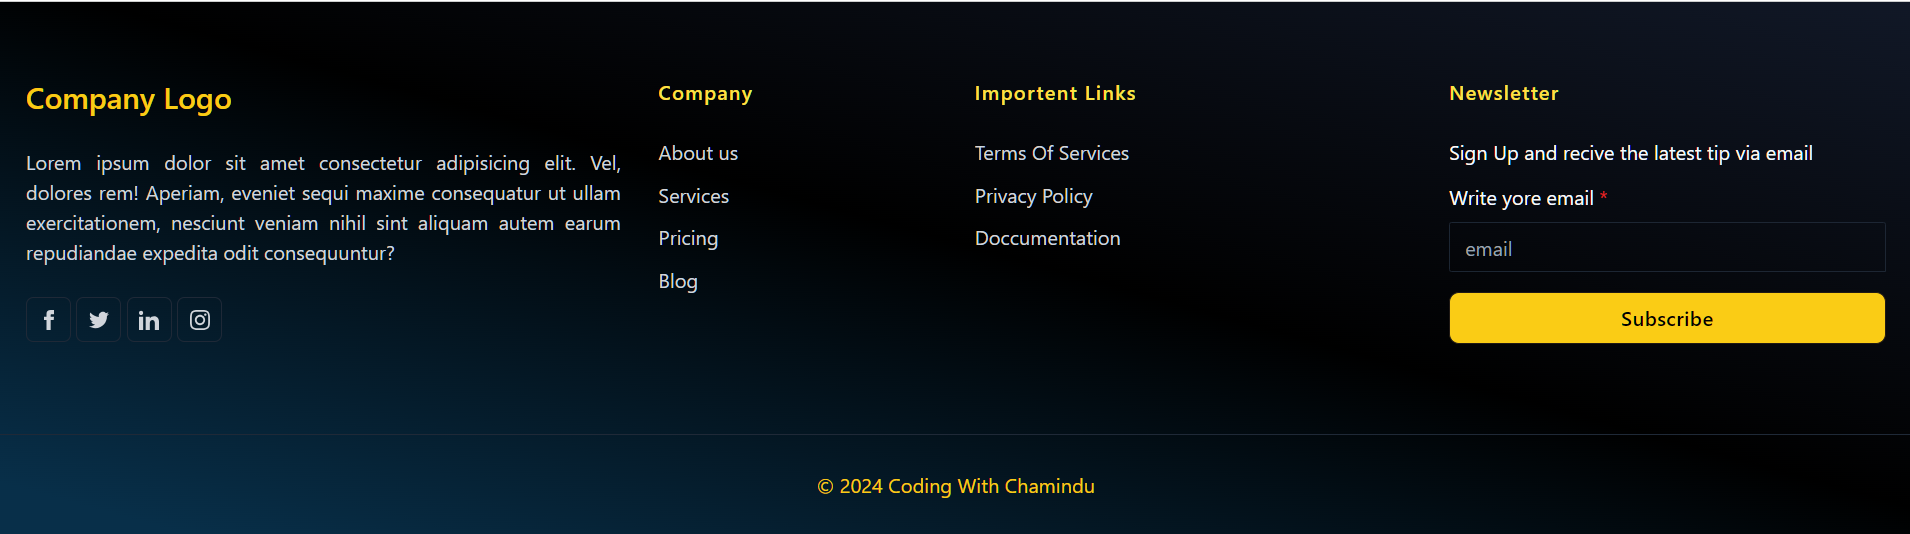 Company Logo
Lorem ipsum dolor sit amet consectetur adipisicing elit. Vel,
dolores rem! Aperiam, eveniet sequi maxime consequatur ut ullam
exercitationem, nesciunt veniam nihil sint aliquam autem earum
repudiandae expedita odit consequuntur?
Company
About us
Services
Pricing
Blog
Importent Links
Terms Of Services
Privacy Policy
Doccumentation
Newsletter
Sign Up and recive the latest tip via email
Write yore email *
email
Subscribe
© 2024 Coding With Chamindu